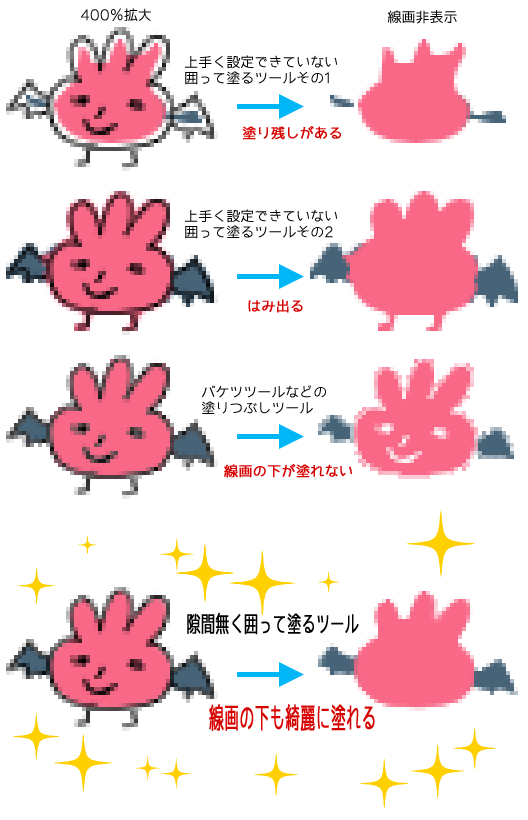 400%拡大
線画非表示
上手く設定できていない
囲って塗るツールその1
塗り残しがある
上手く設定できていない
囲って塗るツールその2
はみ出る
バケツツールなどの
塗りつぶしツール
線画の下が塗れない
隙間無く囲って塗るツール
線画の下も綺麗に塗れる